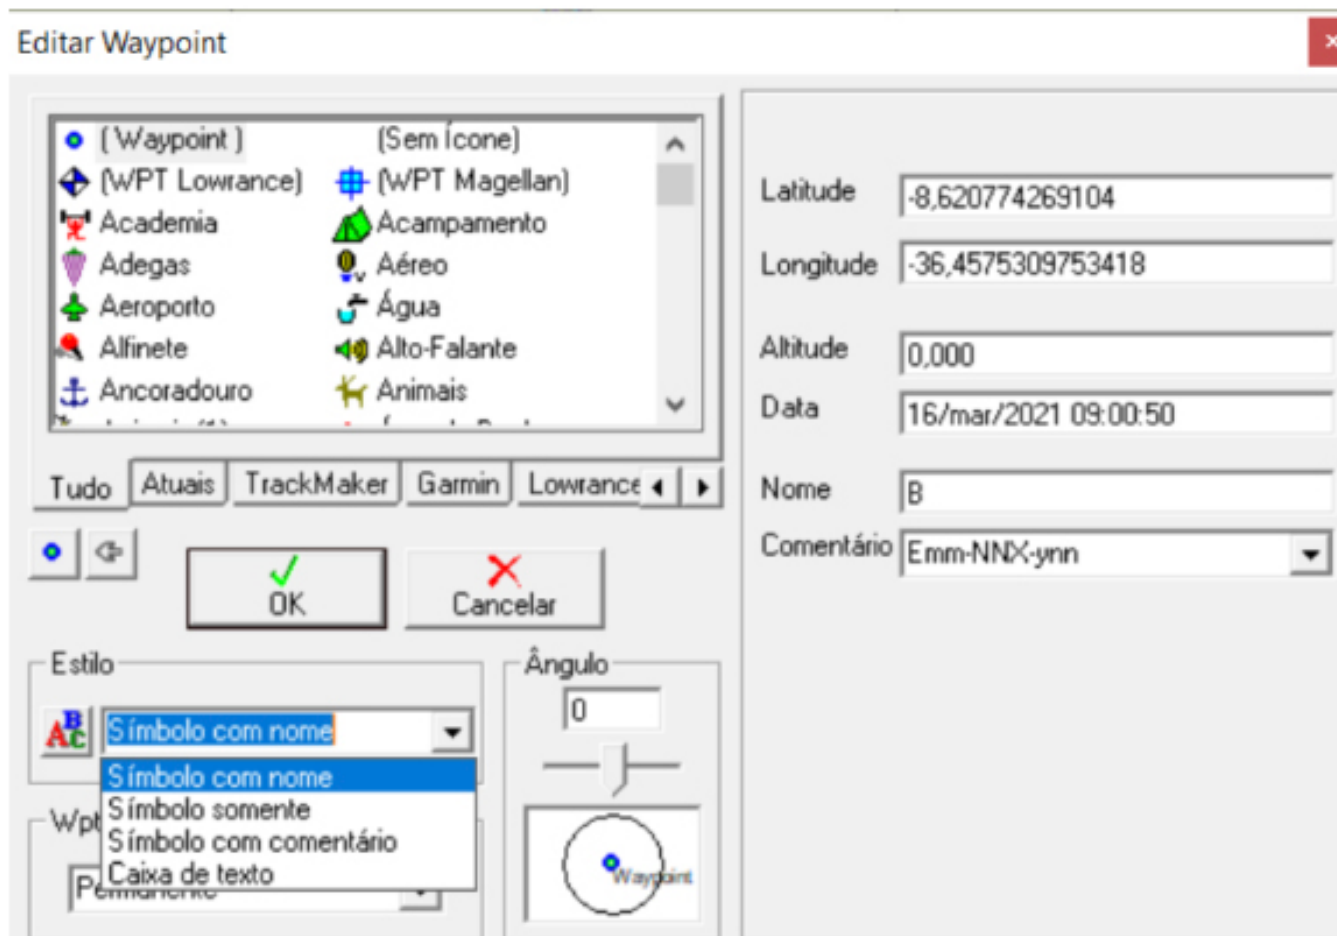 Editar Waypoint
( Waypoint ) (Sem Ícone)
(WPT Lowrance) (WPT Magellan)
Academia Acampamento
Adegas Aéreo
Aeroporto Água
Alfinete Alto-Falante
Ancoradouro Animais
Tudo Atuais TrackMaker Garmin Lowrance
OK Cancelar
Estilo
ABC Símbolo com nome
Símbolo com nome
Símbolo somente
Símbolo com comentário
Caixa de texto
Wpt
Permanente
Ângulo
0
Waypoint
Latitude -8,620774269104
Longitude -36,4575309753418
Altitude 0,000
Data 16/mar/2021 09:00:50
Nome B
Comentário Emm-NNX-ynn